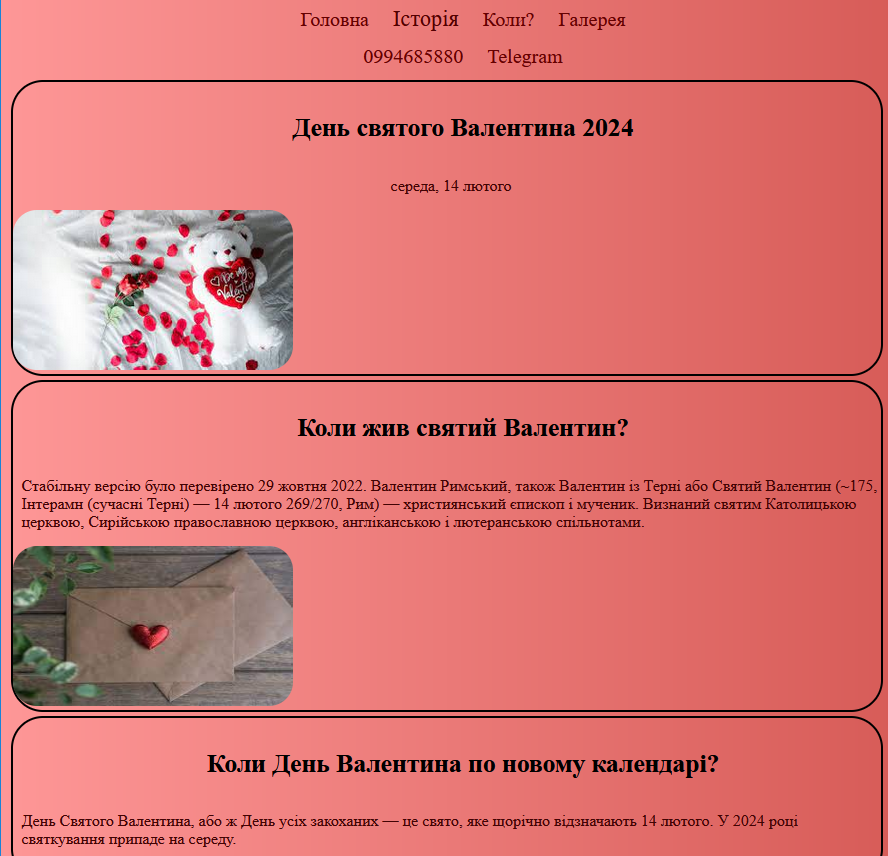 Головна Історія Коли? Галерея
0994685880 Telegram
День святого Валентина 2024
середа, 14 лютого
Be my
Valentine
Коли жив святий Валентин?
Стабільну версію було перевірено 29 жовтня 2022. Валентин Римський, також Валентин із Терні або Святий Валентин (~175,
Інтерамн (сучасні Терні) — 14 лютого 269/270, Рим) — християнський єпископ і мученик. Визнаний святим Католицькою
церквою, Сирійською православною церквою, англіканською і лютеранською спільнотами.
Коли День Валентина по новому календарі?
День Святого Валентина, або ж День усіх закоханих — це свято, яке щорічно відзначають 14 лютого. У 2024 році
святкування припаде на середу.